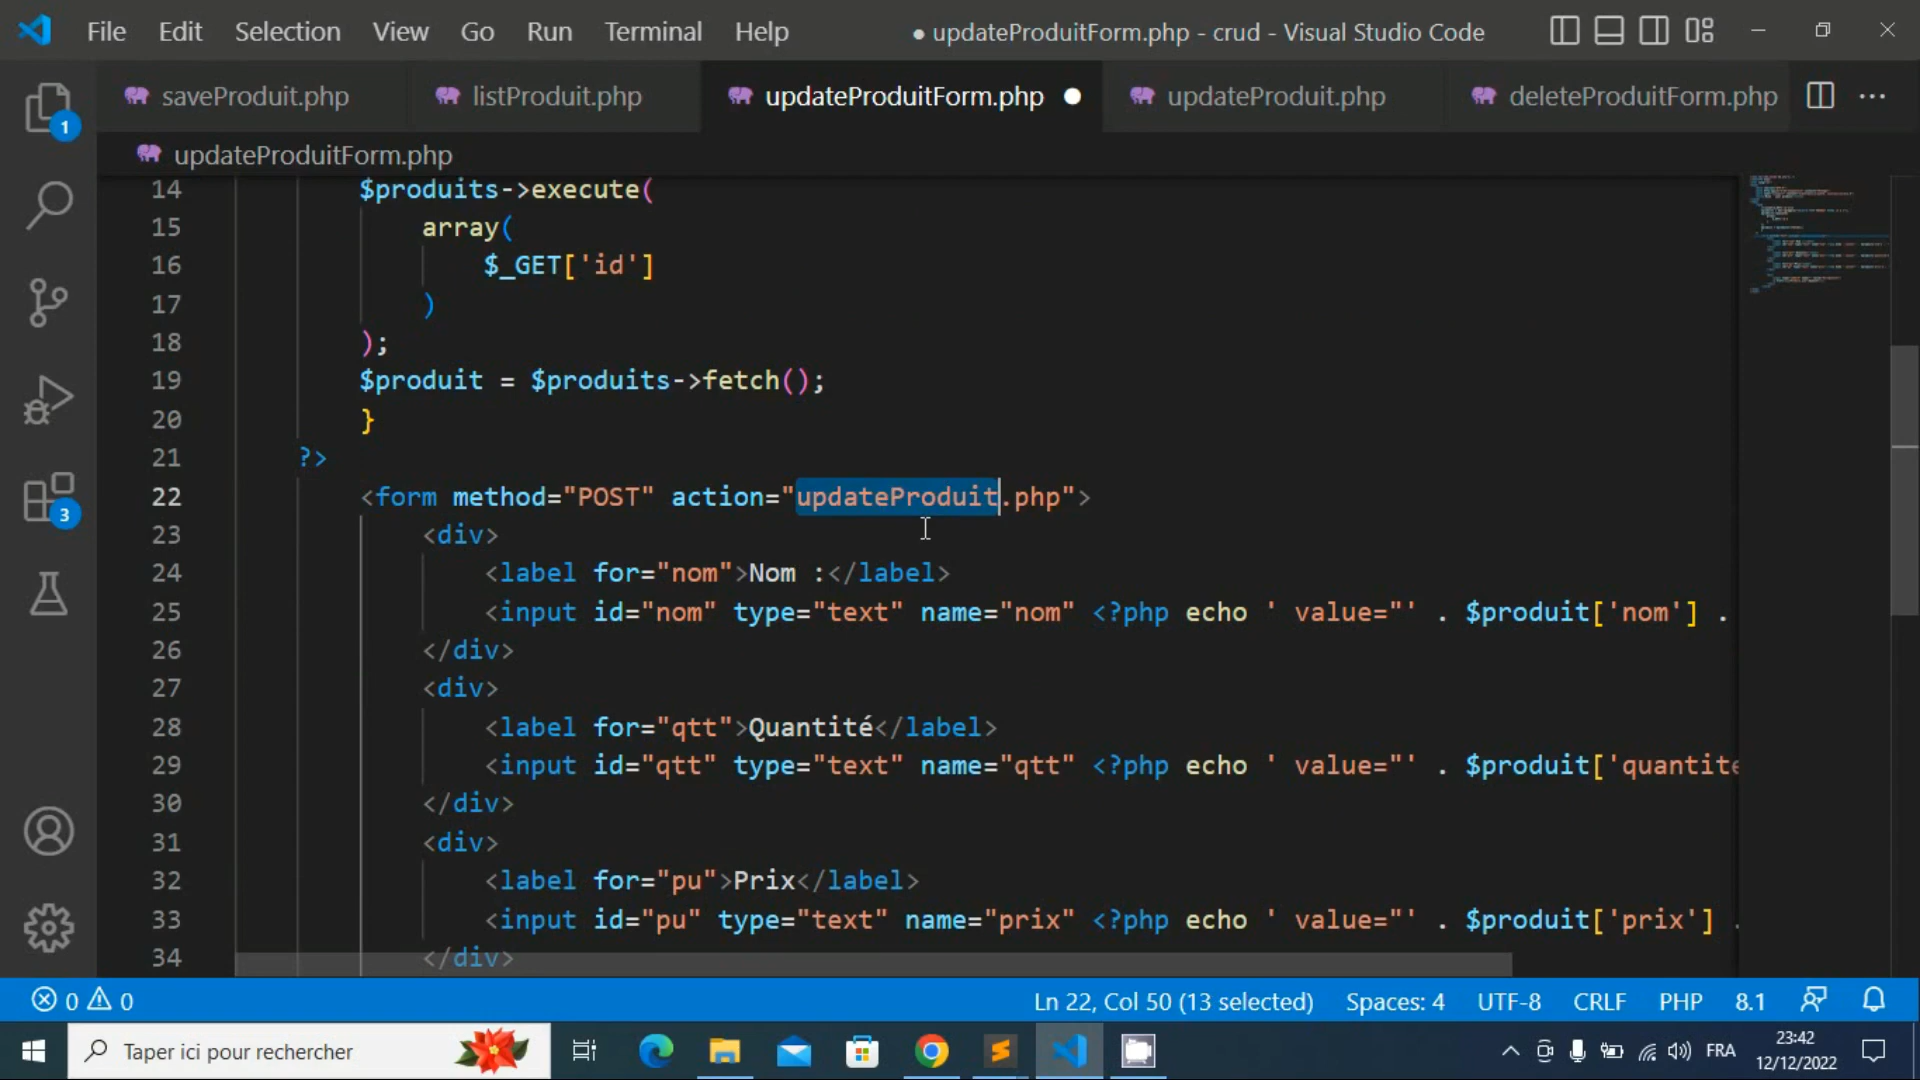 File Edit Selection View Go Run Terminal Help ● updateProduitForm.php - crud - Visual Studio Code
saveProduit.php listProduit.php updateProduitForm.php updateProduit.php deleteProduitForm.php
updateProduitForm.php
14 $produits->execute(
15 array(
16 $_GET['id']
17 )
18 );
19 $produit = $produits->fetch();
20 }
21 ?>
22 <form method="POST" action="updateProduit.php">
23 <div>
24 <label for="nom">Nom :</label>
25 <input id="nom" type="text" name="nom" <?php echo ' value="' . $produit['nom'] .
26 </div>
27 <div>
28 <label for="qtt">Quantité</label>
29 <input id="qtt" type="text" name="qtt" <?php echo ' value="' . $produit['quantite
30 </div>
31 <div>
32 <label for="pu">Prix</label>
33 <input id="pu" type="text" name="prix" <?php echo ' value="' . $produit['prix'] .
34 </div>
1
3
0 0 Ln 22, Col 50 (13 selected) Spaces: 4 UTF-8 CRLF PHP 8.1
Taper ici pour rechercher FRA 23:42
12/12/2022